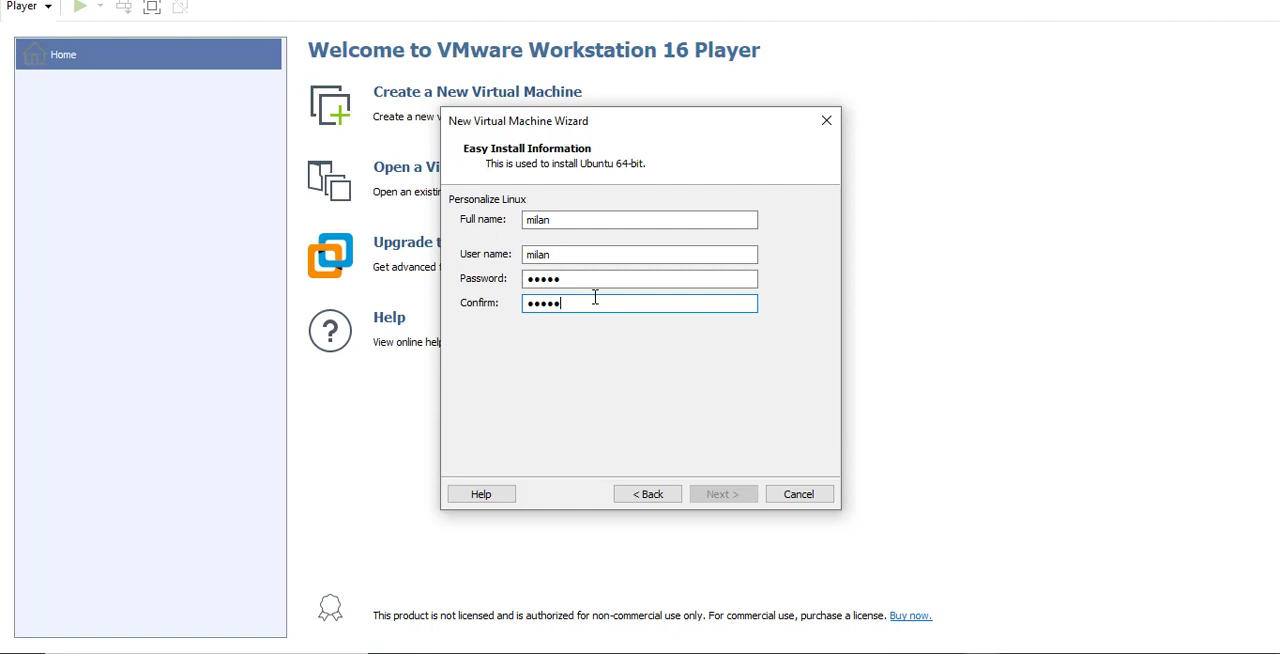 Player
Home
Welcome to VMware Workstation 16 Player
Create a New Virtual Machine
Create a new v
Open a Vi
Open an existin
Upgrade t
Get advanced f
Help
View online help
New Virtual Machine Wizard
Easy Install Information
This is used to install Ubuntu 64-bit.
Personalize Linux
Full name: milan
User name: milan
Password: •••••
Confirm: •••••
Help < Back Next > Cancel
This product is not licensed and is authorized for non-commercial use only. For commercial use, purchase a license. Buy now.